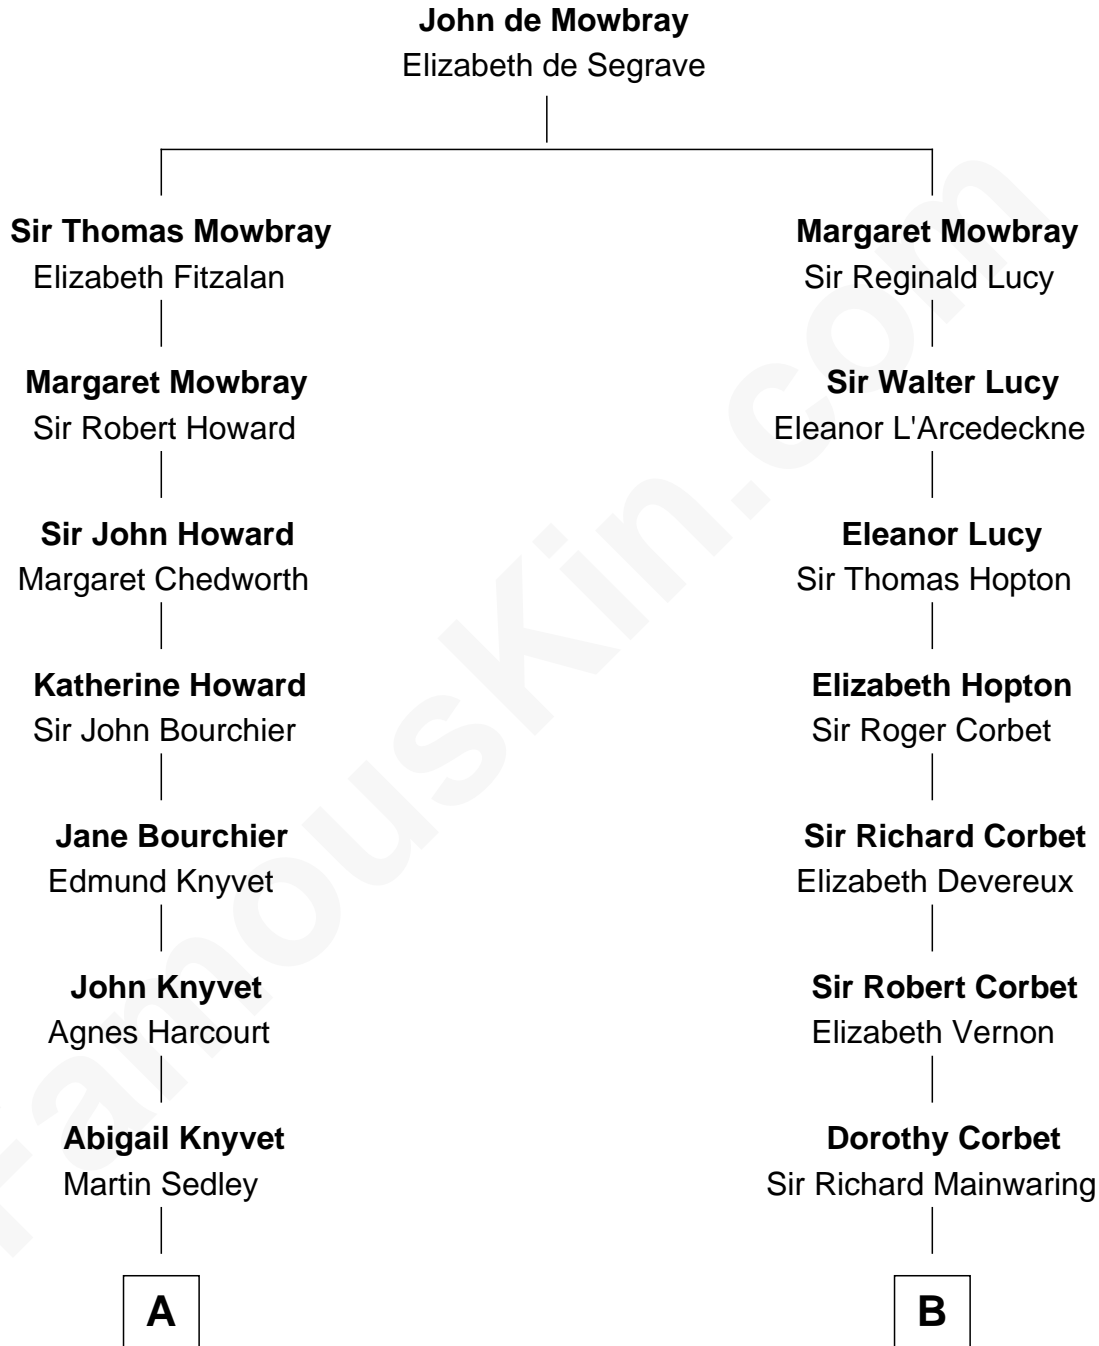 John de Mowbray
Elizabeth de Segrave
Sir Thomas Mowbray
Elizabeth Fitzalan
Margaret Mowbray
Sir Robert Howard
Sir John Howard
Margaret Chedworth
Katherine Howard
Sir John Bourchier
Jane Bourchier
Edmund Knyvet
John Knyvet
Agnes Harcourt
Abigail Knyvet
Martin Sedley
A
Margaret Mowbray
Sir Reginald Lucy
Sir Walter Lucy
Eleanor L'Arcedeckne
Eleanor Lucy
Sir Thomas Hopton
Elizabeth Hopton
Sir Roger Corbet
Sir Richard Corbet
Elizabeth Devereux
Sir Robert Corbet
Elizabeth Vernon
Dorothy Corbet
Sir Richard Mainwaring
B
FamousKin.com